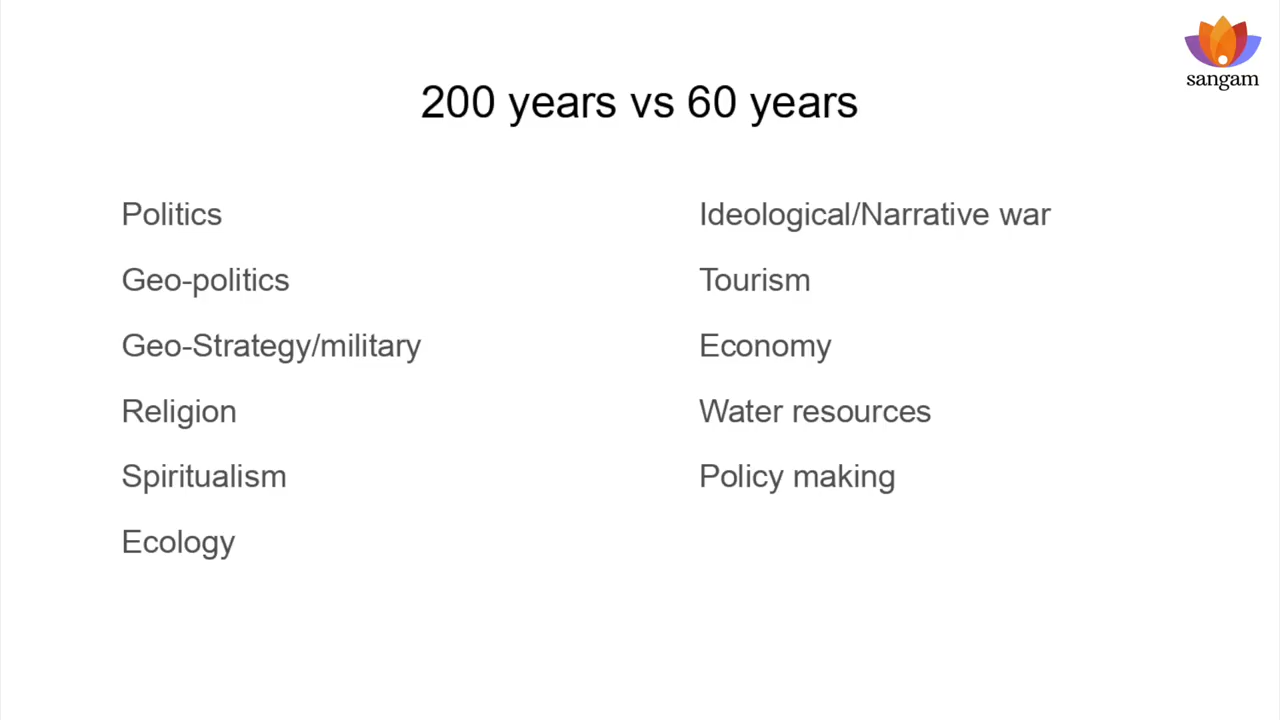 sangam
200 years vs 60 years
Politics
Geo-politics
Geo-Strategy/military
Religion
Spiritualism
Ecology
Ideological/Narrative war
Tourism
Economy
Water resources
Policy making